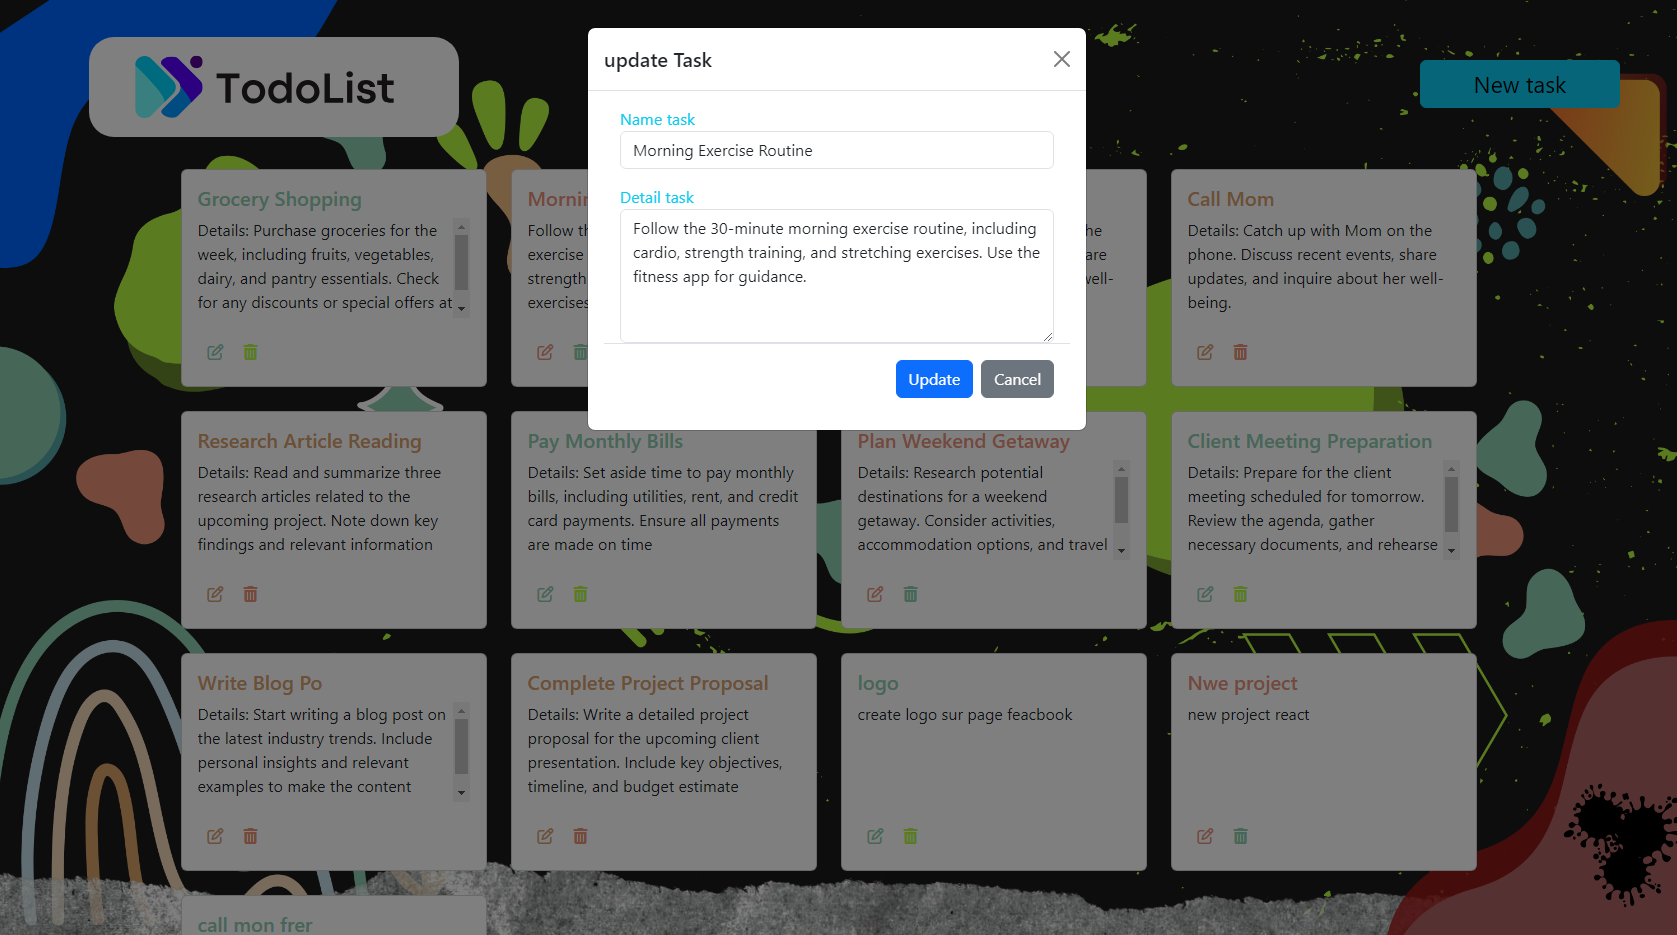 TodoList
New task
update Task
Name task
Morning Exercise Routine
Detail task
Follow the 30-minute morning exercise routine, including
cardio, strength training, and stretching exercises. Use the
fitness app for guidance.
Update
Cancel
Grocery Shopping
Details: Purchase groceries for the
week, including fruits, vegetables,
dairy, and pantry essentials. Check
for any discounts or special offers at
Call Mom
Details: Catch up with Mom on the
phone. Discuss recent events, share
updates, and inquire about her well-
being.
Research Article Reading
Details: Read and summarize three
research articles related to the
upcoming project. Note down key
findings and relevant information
Pay Monthly Bills
Details: Set aside time to pay monthly
bills, including utilities, rent, and credit
card payments. Ensure all payments
are made on time
Plan Weekend Getaway
Details: Research potential
destinations for a weekend
getaway. Consider activities,
accommodation options, and travel
Client Meeting Preparation
Details: Prepare for the client
meeting scheduled for tomorrow.
Review the agenda, gather
necessary documents, and rehearse
Write Blog Po
Details: Start writing a blog post on
the latest industry trends. Include
personal insights and relevant
examples to make the content
Complete Project Proposal
Details: Write a detailed project
proposal for the upcoming client
presentation. Include key objectives,
timeline, and budget estimate
logo
create logo sur page feacbook
Nwe project
new project react
call mon frer